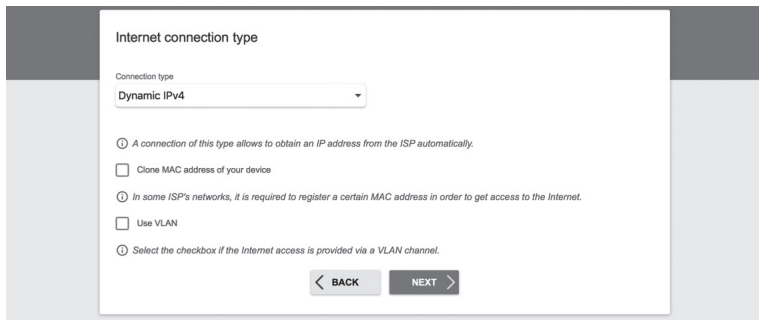 Internet connection type
Connection type
Dynamic IPv4
A connection of this type allows to obtain an IP address from the ISP automatically.
Clone MAC address of your device
In some ISP's networks, it is required to register a certain MAC address in order to get access to the Internet.
Use VLAN
Select the checkbox if the Internet access is provided via a VLAN channel.
BACK NEXT